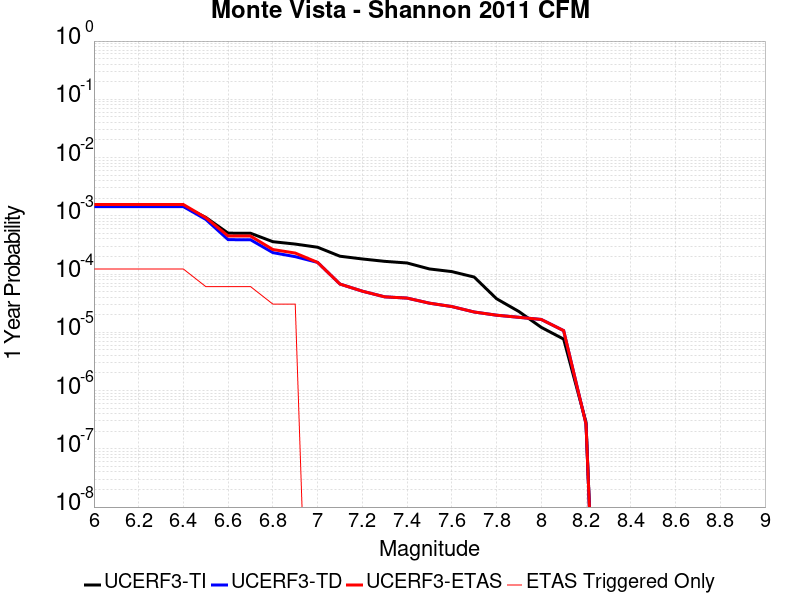 Monte Vista - Shannon 2011 CFM
10 0
10 -1
10 -2
10 -3
10 -4
10 -5
10 -6
10 -7
10 -8
1 Year Probability
6 6.2 6.4 6.6 6.8 7 7.2 7.4 7.6 7.8 8 8.2 8.4 8.6 8.8 9
Magnitude
UCERF3-TI UCERF3-TD UCERF3-ETAS ETAS Triggered Only